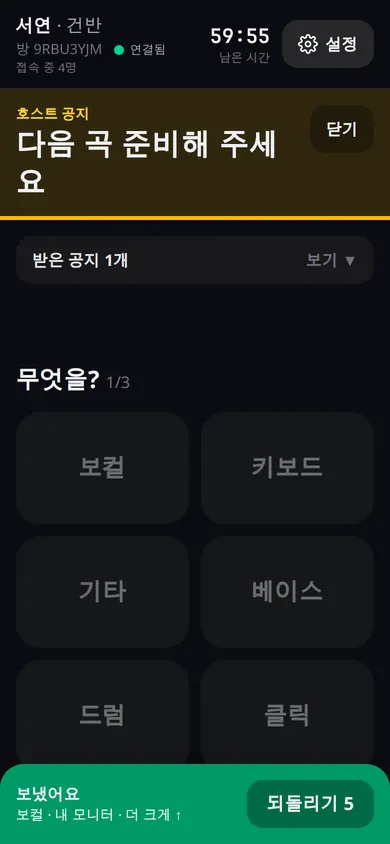 서연 · 건반
방 9RBU3YJM 연결됨
접속 중 4명
59:55
남은 시간
설정
호스트 공지
다음 곡 준비해 주세
요
닫기
받은 공지 1개
보기 ▼
무엇을? 1/3
보컬
키보드
기타
베이스
드럼
클릭
보냈어요
보컬 · 내 모니터 · 더 크게 ↑
되돌리기 5